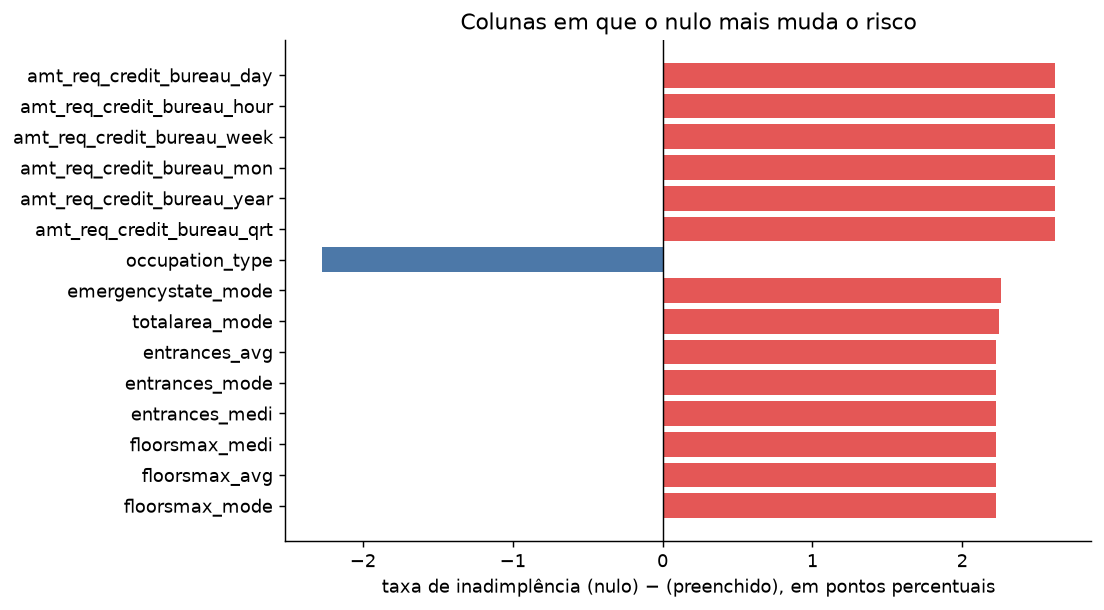 Colunas em que o nulo mais muda o risco
amt_req_credit_bureau_day
amt_req_credit_bureau_hour
amt_req_credit_bureau_week
amt_req_credit_bureau_mon
amt_req_credit_bureau_year
amt_req_credit_bureau_qrt
occupation_type
emergencystate_mode
totalarea_mode
entrances_avg
entrances_mode
entrances_medi
floorsmax_medi
floorsmax_avg
floorsmax_mode
−2 −1 0 1 2
taxa de inadimplência (nulo) − (preenchido), em pontos percentuais